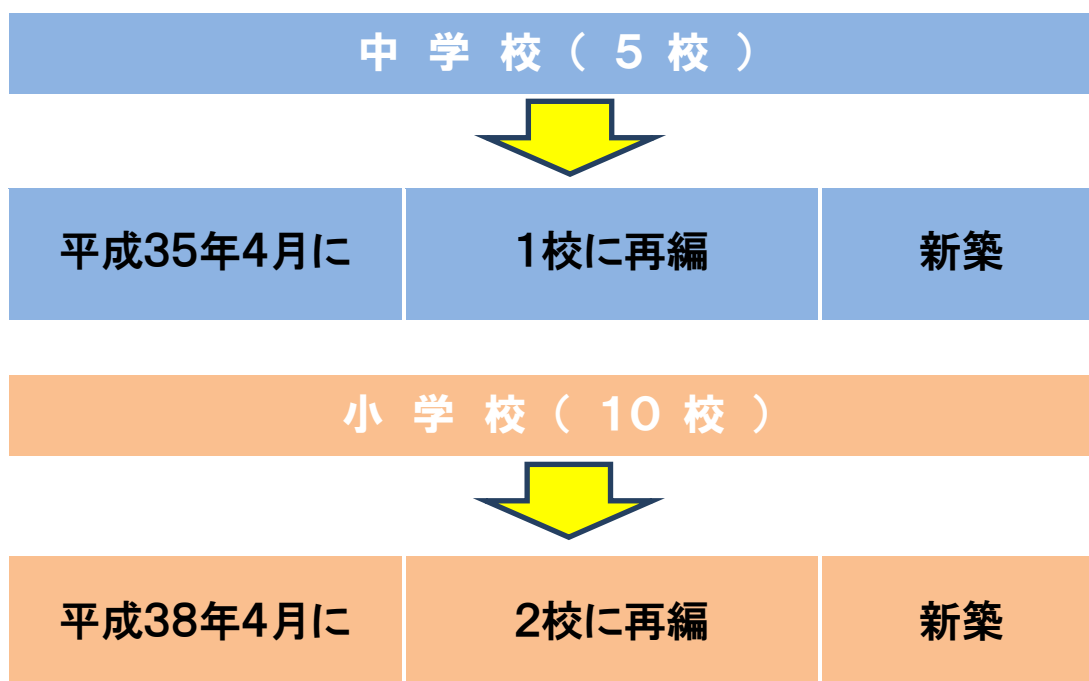 中 学 校（ 5 校 ）
平成35年4月に 1校に再編 新築
小 学 校（ 10 校 ）
平成38年4月に 2校に再編 新築